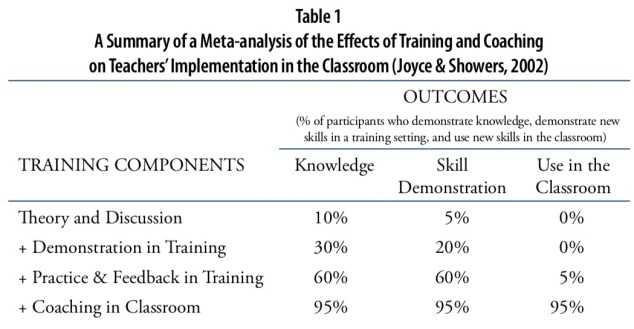 Table 1
A Summary of a Meta-analysis of the Effects of Training and Coaching
on Teachers' Implementation in the Classroom (Joyce & Showers, 2002)
OUTCOMES
(% of participants who demonstrate knowledge, demonstrate new
skills in a training setting, and use new skills in the classroom)
TRAINING COMPONENTS Knowledge Skill Demonstration Use in the Classroom
Theory and Discussion 10% 5% 0%
+ Demonstration in Training 30% 20% 0%
+ Practice & Feedback in Training 60% 60% 5%
+ Coaching in Classroom 95% 95% 95%